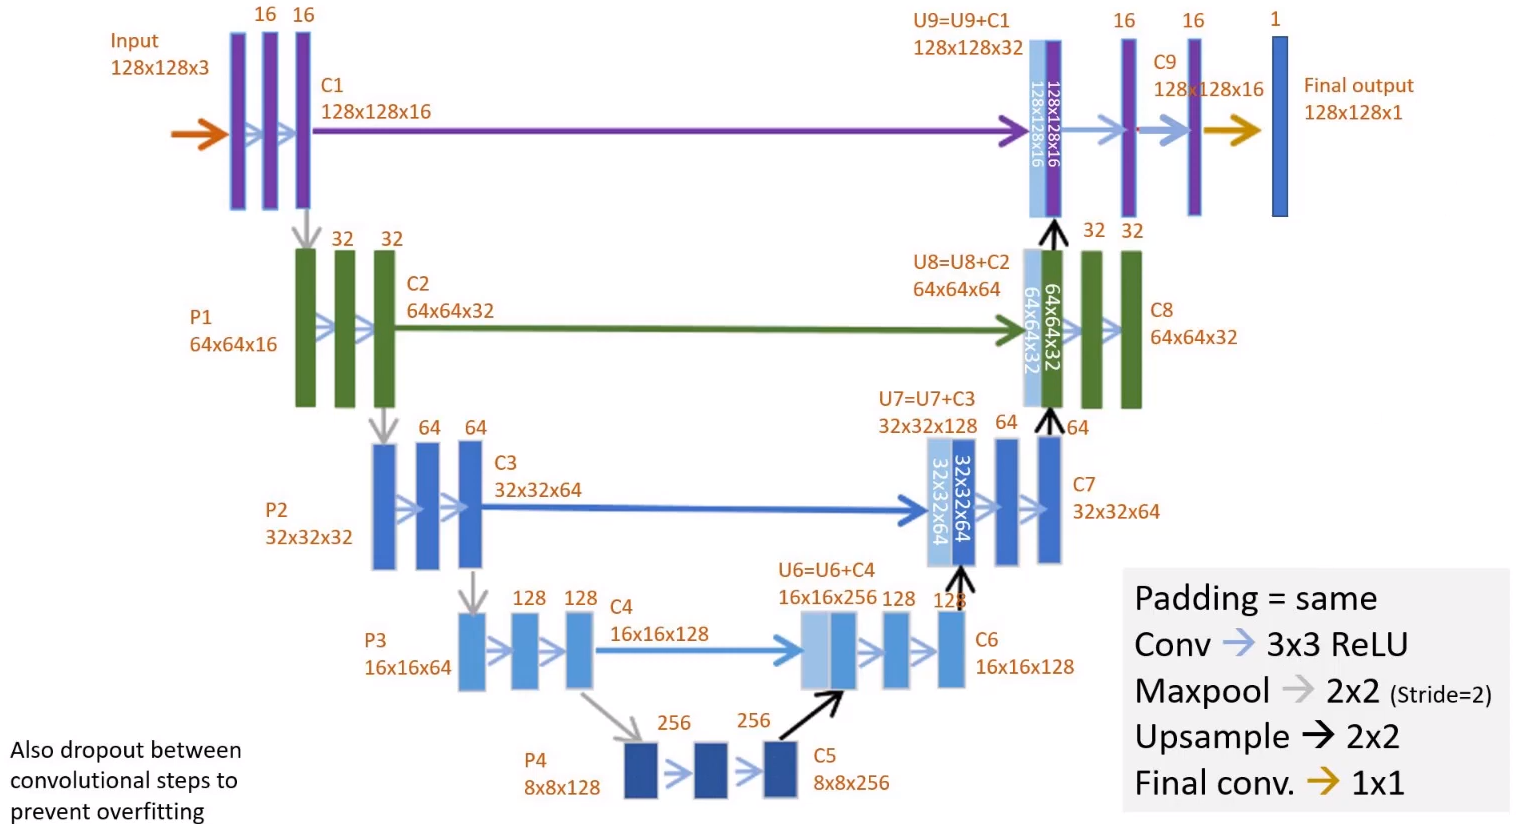 Input
128x128x3
16
16
C1
128x128x16
U9=U9+C1
128x128x32
128x128x16
128x128x16
16
C9
128x128x16
16
1
Final output
128x128x1
P1
64x64x16
32
32
C2
64x64x32
U8=U8+C2
64x64x64
64x64x32
64x64x32
32
32
C8
64x64x32
P2
32x32x32
64
64
C3
32x32x64
U7=U7+C3
32x32x128
32x32x64
32x32x64
64
64
C7
32x32x64
P3
16x16x64
128
128
C4
16x16x128
U6=U6+C4
16x16x256
128
128
C6
16x16x128
P4
8x8x128
256
256
C5
8x8x256
Also dropout between
convolutional steps to
prevent overfitting
Padding = same
Conv → 3x3 ReLU
Maxpool → 2x2 (Stride=2)
Upsample → 2x2
Final conv. → 1x1